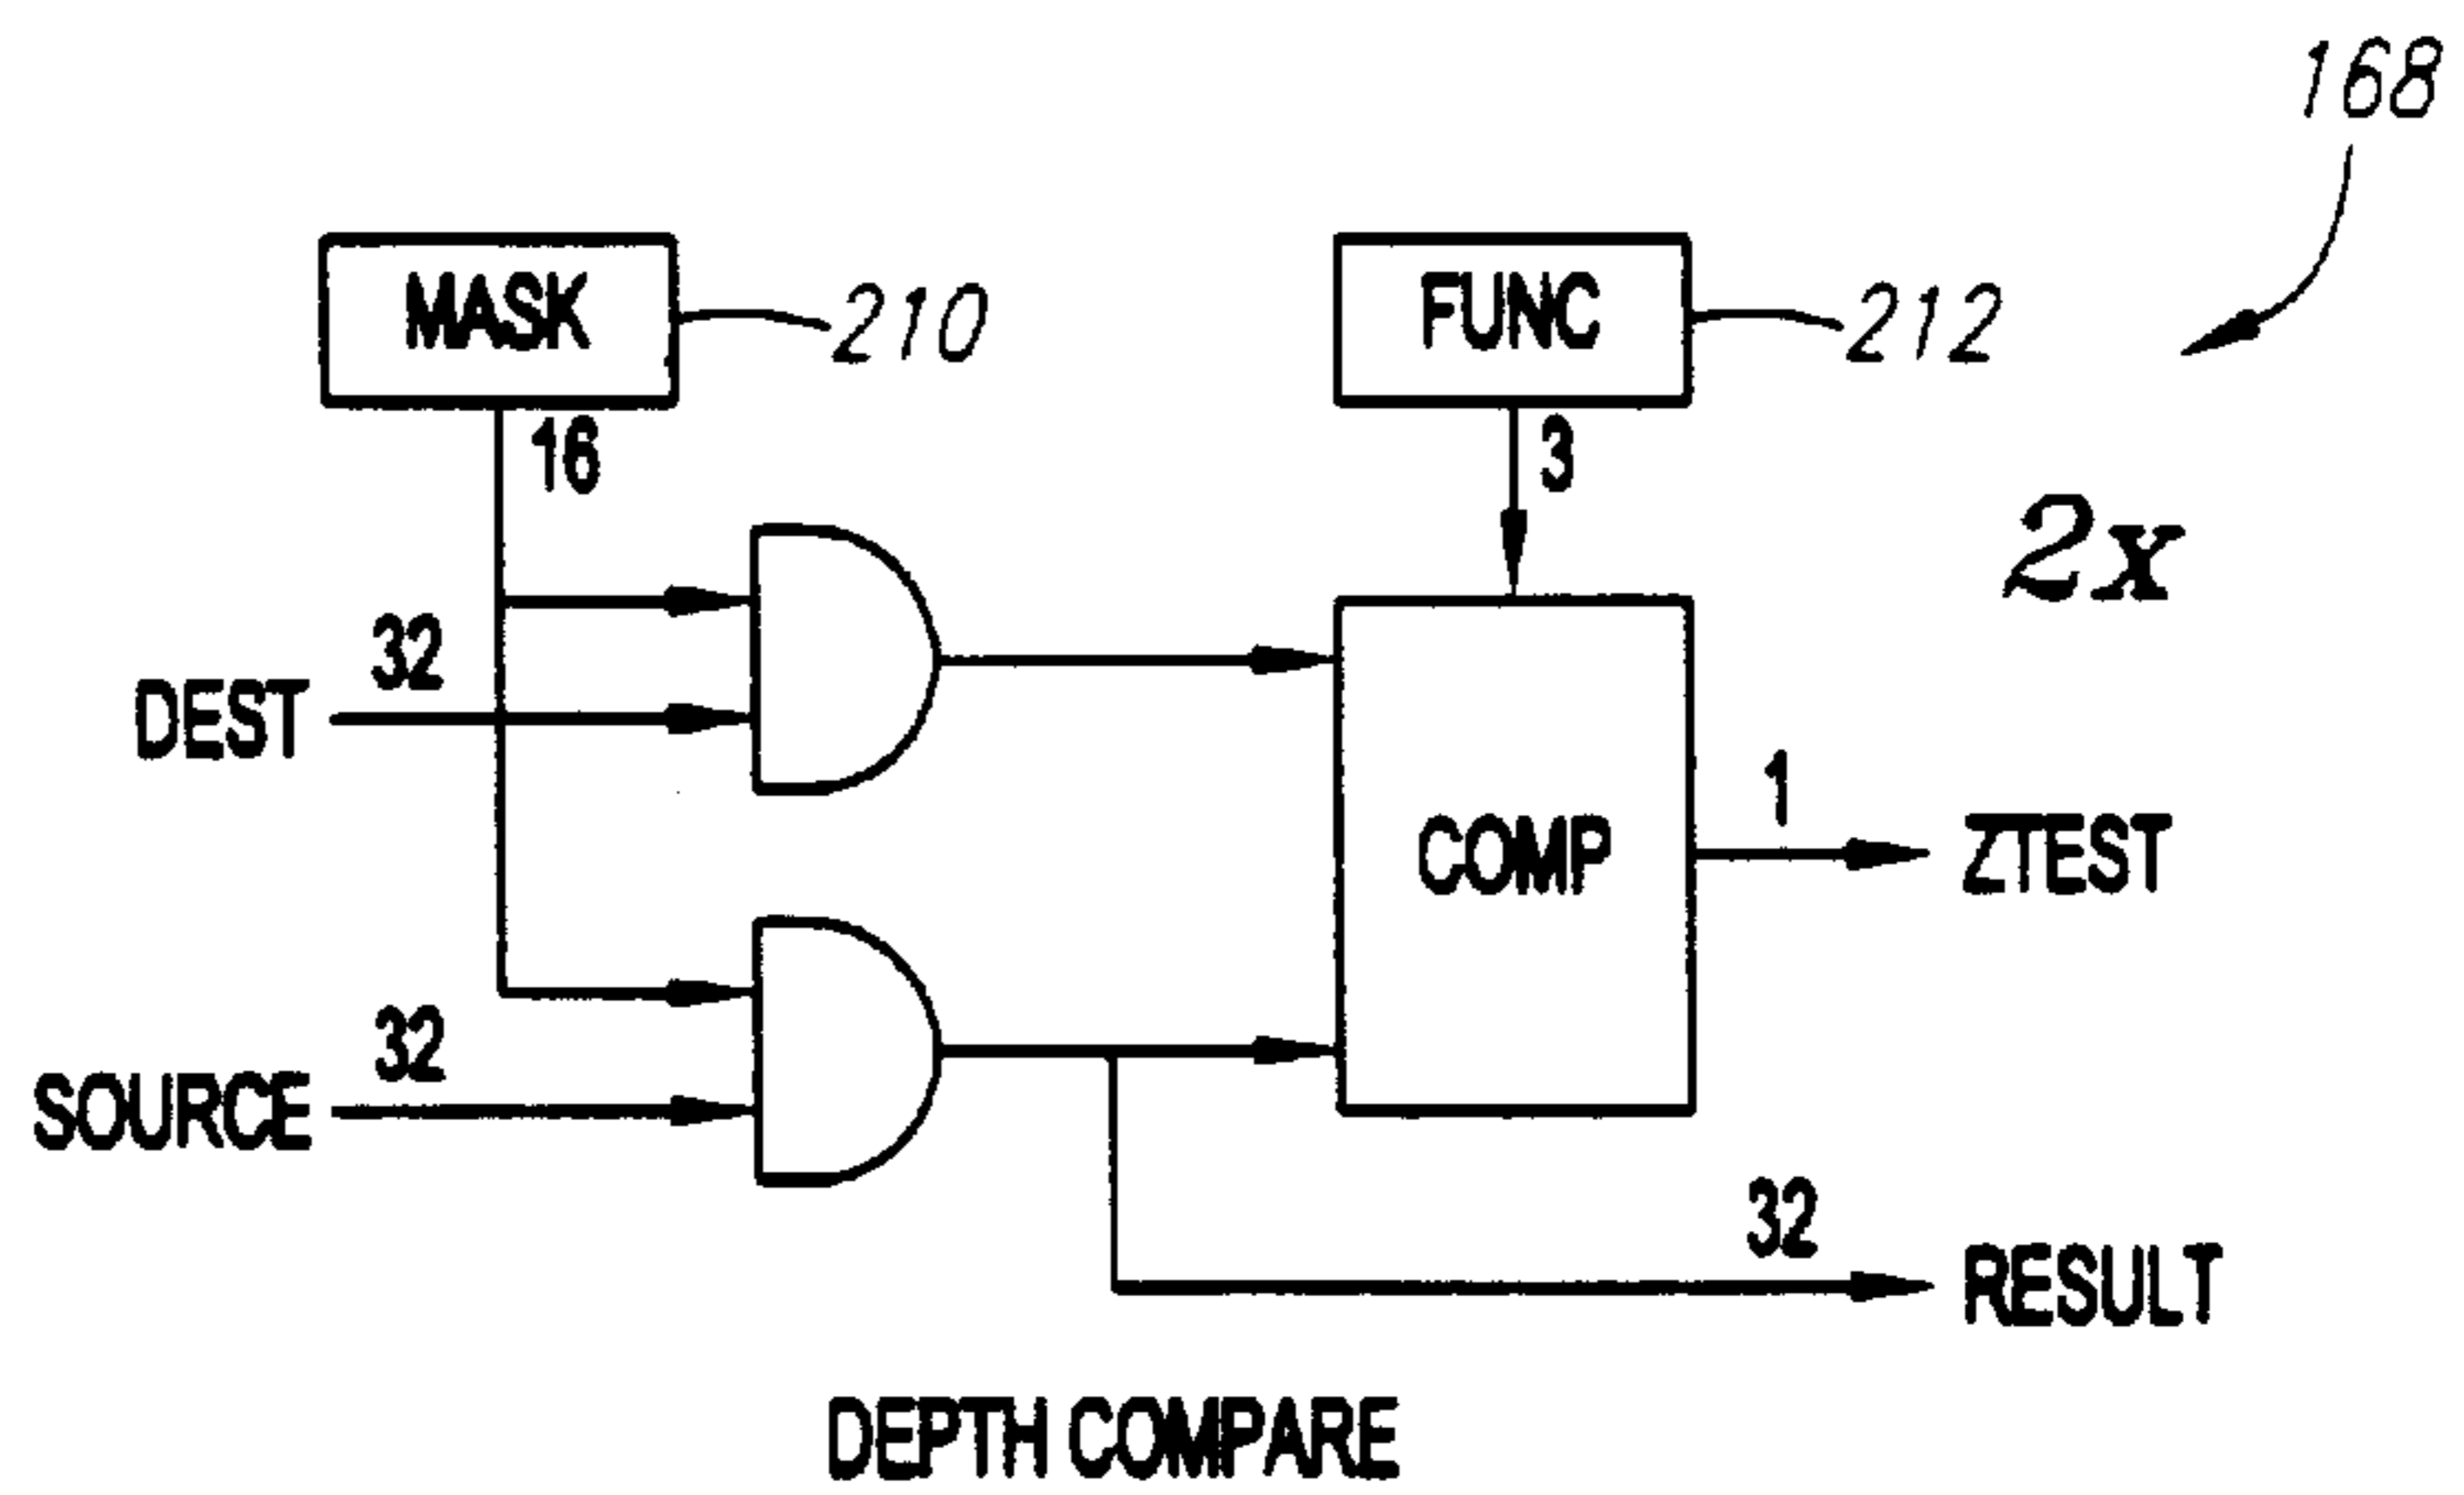 168
MASK
210
FUNC
212
16
3
2x
32
DEST
1
COMP
ZTEST
32
SOURCE
32
RESULT
DEPTH COMPARE